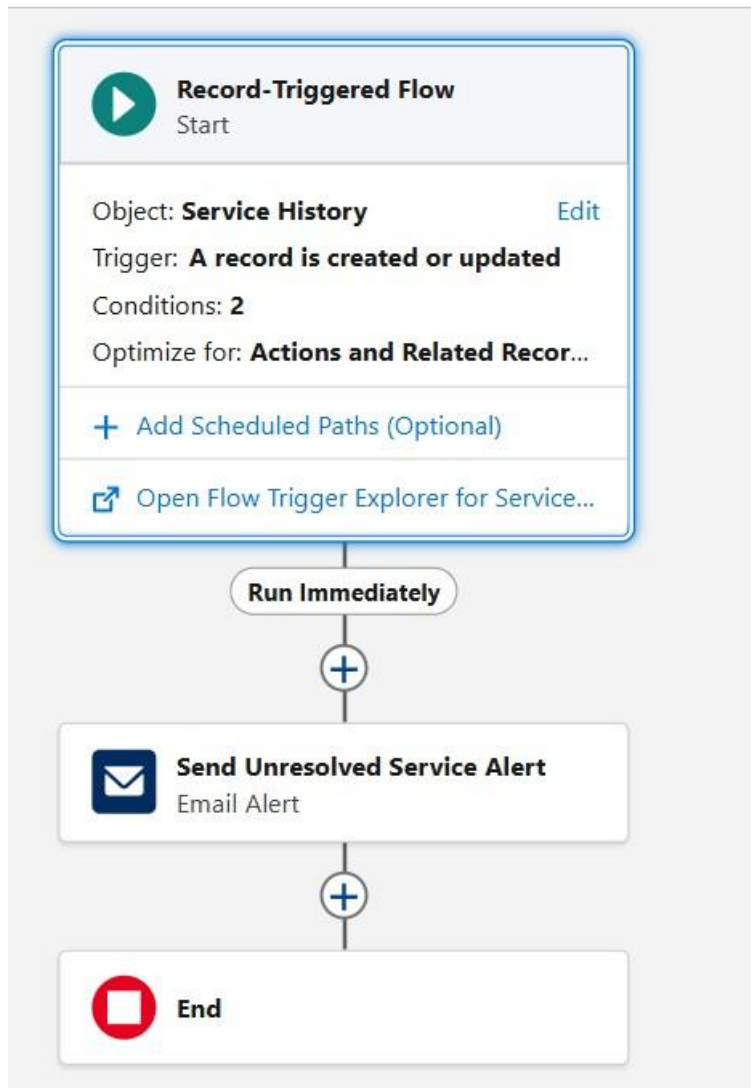 Record-Triggered Flow
Start
Object: Service History Edit
Trigger: A record is created or updated
Conditions: 2
Optimize for: Actions and Related Recor...
Add Scheduled Paths (Optional)
Open Flow Trigger Explorer for Service...
Run Immediately
Send Unresolved Service Alert
Email Alert
End